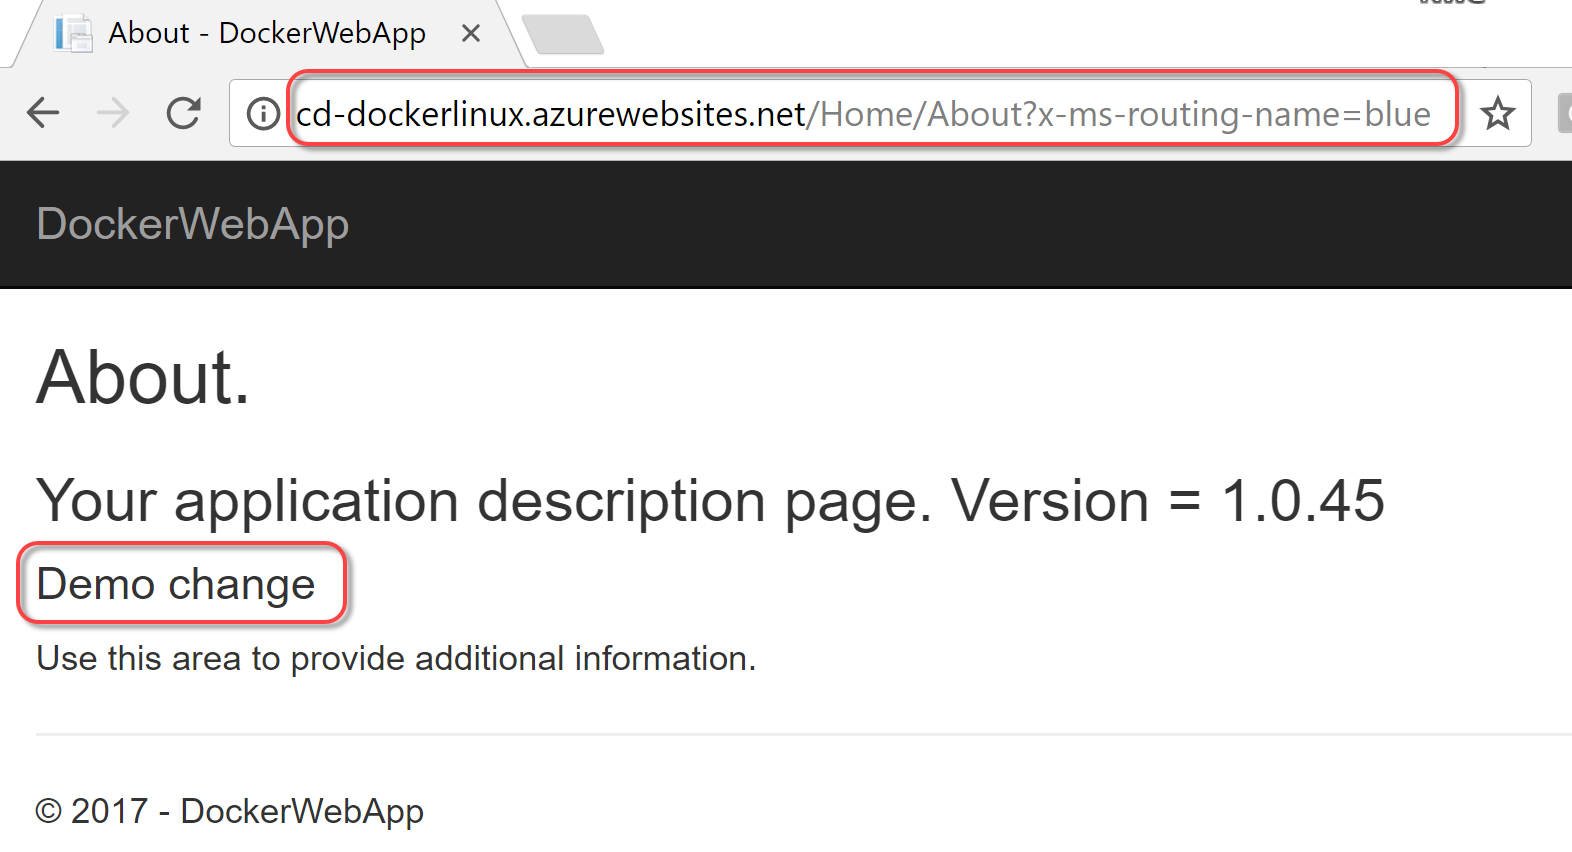 About - DockerWebApp
cd-dockerlinux.azurewebsites.net/Home/About?x-ms-routing-name=blue
DockerWebApp
About.
Your application description page. Version = 1.0.45
Demo change
Use this area to provide additional information.
© 2017 - DockerWebApp